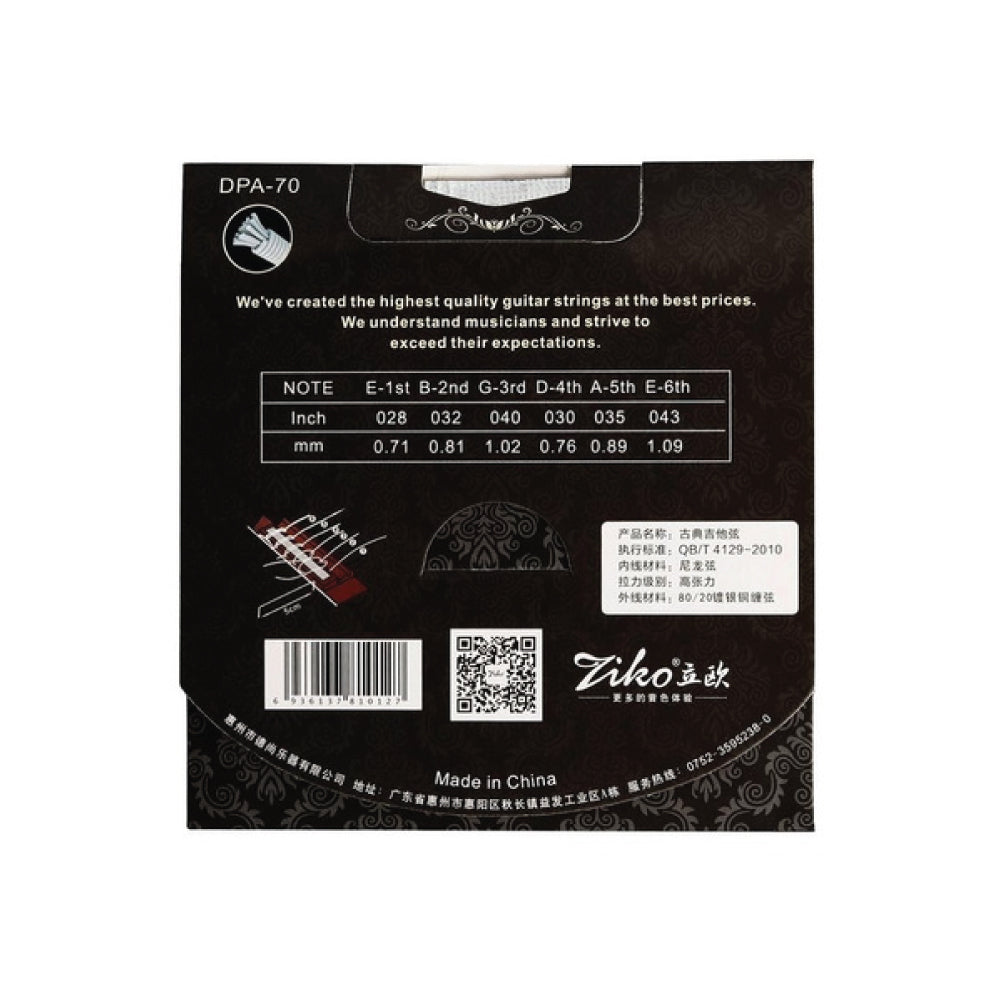 DPA-70
We've created the highest quality guitar strings at the best prices.
We understand musicians and strive to
exceed their expectations.
NOTE E-1st B-2nd G-3rd D-4th A-5th E-6th
Inch 028 032 040 030 035 043
mm 0.71 0.81 1.02 0.76 0.89 1.09
产品名称：古典吉他弦
执行标准：QB/T 4129-2010
内线材料：尼龙弦
拉力级别：高张力
外线材料：80/20镀银铜缠弦
5cm
6 936137 810127
Ziko
Ziko®立欧
更多的音色体验
Made in China
惠州市德尚乐器有限公司 地址：广东省惠州市惠阳区秋长镇益发工业区A栋 服务热线：0752-3595238-0